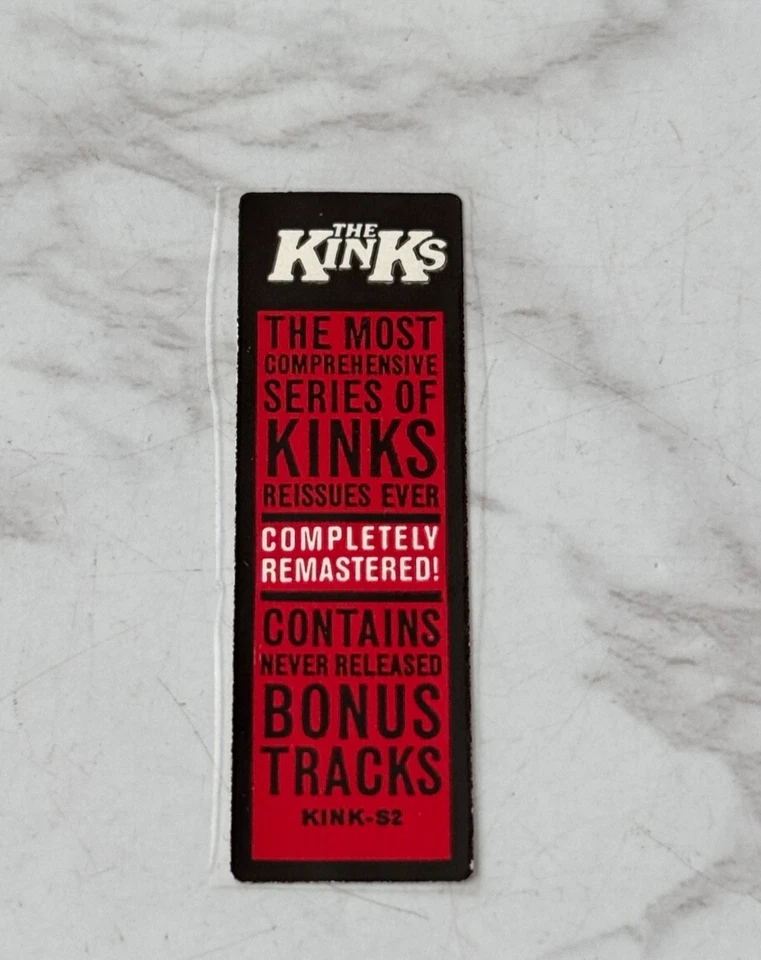 THE
KINKS
THE MOST
COMPREHENSIVE
SERIES OF
KINKS
REISSUES EVER
COMPLETELY
REMASTERED!
CONTAINS
NEVER RELEASED
BONUS
TRACKS
KINK-S2